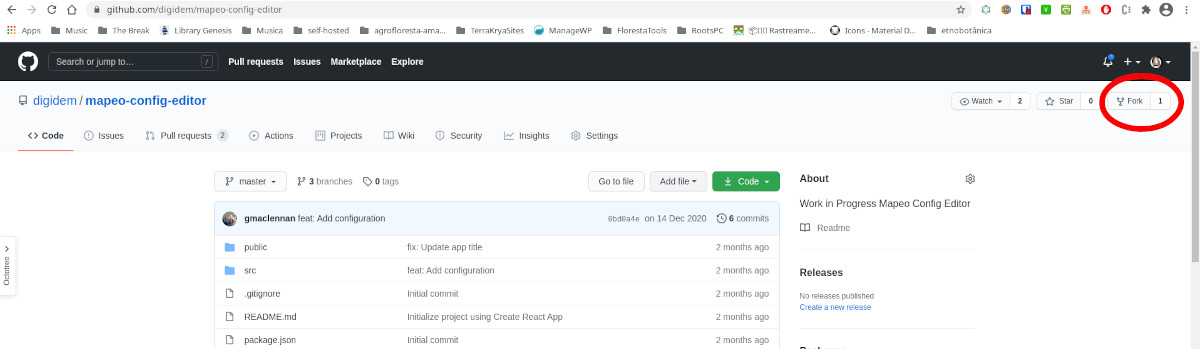 github.com/digidem/mapeo-config-editor
Apps Music The Break Library Genesis Musica self-hosted agrofloresta-ama... TerraKryaSites ManageWP FlorestaTools RootsPC Rastreame... Icons - Material D... etnobotânica
Search or jump to... / Pull requests Issues Marketplace Explore
digidem / mapeo-config-editor Watch 2 Star 0 Fork 1
Code Issues Pull requests 2 Actions Projects Wiki Security Insights Settings
master 3 branches 0 tags Go to file Add file Code
gmaclennan feat: Add configuration 0bd0a4e on 14 Dec 2020 6 commits
public fix: Update app title 2 months ago
src feat: Add configuration 2 months ago
.gitignore Initial commit 2 months ago
README.md Initialize project using Create React App 2 months ago
package.json Initial commit 2 months ago
About
Work in Progress Mapeo Config Editor
Readme
Releases
No releases published
Create a new release
Octotree